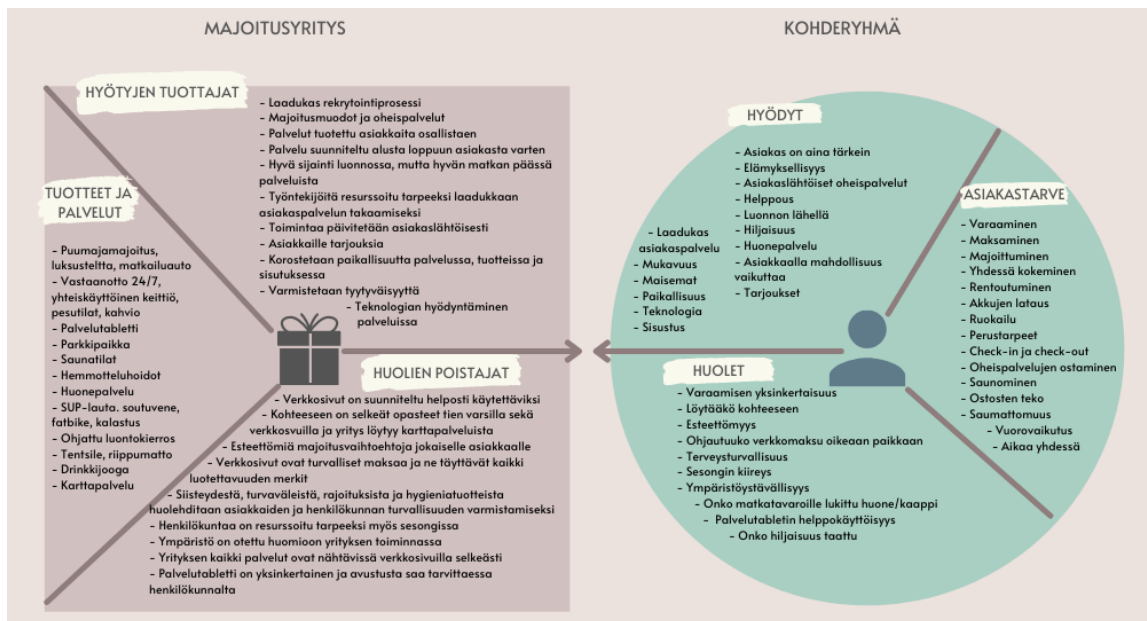 MAJOITUSYRITYS
HYÖTYJEN TUOTTAJAT
- Laadukas rekrytointiprosessi
- Majoitusmuodot ja oheispalvelut
- Palvelut tuotettu asiakkaita osallistaen
- Palvelu suunniteltu alusta loppuun asiakasta varten
- Hyvä sijainti luonnossa, mutta hyvän matkan päässä
palveluista
- Työntekijöitä resurssoitu tarpeeksi laadukkaan
asiakaspalvelun takaamiseksi
- Toimintaa päivitetään asiakaslähtöisesti
- Asiakkaille tarjouksia
- Korostetaan paikallisuutta palvelussa, tuotteissa ja
sisutuksessa
- Varmistetaan tyytyväisyyttä
- Teknologian hyödyntäminen
palveluissa
TUOTTEET JA
PALVELUT
- Puumajamajoitus,
luksusteltta, matkailuauto
- Vastaanotto 24/7,
yhteiskäyttöinen keittiö,
pesutilat, kahvio
- Palvelutabletti
- Parkkipaikka
- Saunatilat
- Hemmotteluhoidot
- Huonepalvelu
- SUP-lauta. soutuvene,
fatbike, kalastus
- Ohjattu luontokierros
- Tentsile, riippumatto
- Drinkkijooga
- Karttapalvelu
HUOLIEN POISTAJAT
- Verkkosivut on suunniteltu helposti käytettäviksi
- Kohteeseen on selkeät opasteet tien varsilla sekä
verkkosvuilla ja yritys löytyy karttapalveluista
- Esteettömiä majoitusvaihtoehtoja jokaiselle asiakkaalle
- Verkkosivut ovat turvalliset maksaa ja ne täyttävät kaikki
luotettavuuden merkit
- Siisteydestä, turvaväleistä, rajoituksista ja hygieniatuotteista
huolehditaan asiakkaiden ja henkilökunnan turvallisuuden varmistamiseksi
- Henkilökuntaa on resurssoitu tarpeeksi myös sesongissa
- Ympäristö on otettu huomioon yrityksen toiminnassa
- Yrityksen kaikki palvelut ovat nähtävissä verkkosivuilla selkeästi
- Palvelutabletti on yksinkertainen ja avustusta saa tarvittaessa
henkilökunnalta
KOHDERYHMÄ
HYÖDYT
- Asiakas on aina tärkein
- Elämyksellisyys
- Asiakaslähtöiset oheispalvelut
- Helppous
- Luonnon lähellä
- Hiljaisuus
- Huonepalvelu
- Asiakkaalla mahdollisuus
vaikuttaa
- Tarjoukset
- Laadukas
asiakaspalvelu
- Mukavuus
- Maisemat
- Paikallisuus
- Teknologia
- Sisustus
ASIAKASTARVE
- Varaaminen
- Maksaminen
- Majoittuminen
- Yhdessä kokeminen
- Rentoutuminen
- Akkujen lataus
- Ruokailu
- Perustarpeet
- Check-in ja check-out
- Oheispalvelujen ostaminen
- Saunominen
- Ostosten teko
- Saumattomuus
- Vuorovaikutus
- Aikaa yhdessä
HUOLET
- Varaamisen yksinkertaisuus
- Löytääkö kohteeseen
- Esteettömyys
- Ohjautuuko verkkomaksu oikeaan paikkaan
- Terveysturvallisuus
- Sesongin kiireys
- Ympäristöystävällisyys
- Onko matkatavaroille lukittu huone/kaappi
- Palvelutabletin helppokäyttöisyys
- Onko hiljaisuus taattu